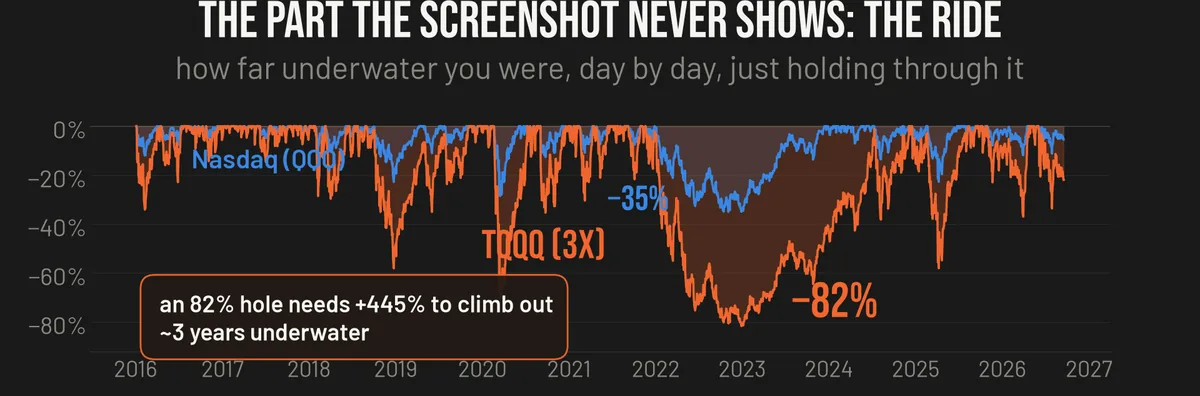 THE PART THE SCREENSHOT NEVER SHOWS: THE RIDE
how far underwater you were, day by day, just holding through it
0%
Nasdaq (QQQ)
−20%
−35%
−40%
TQQQ (3X)
−60%
−82%
an 82% hole needs +445% to climb out
~3 years underwater
−80%
2016 2017 2018 2019 2020 2021 2022 2023 2024 2025 2026 2027